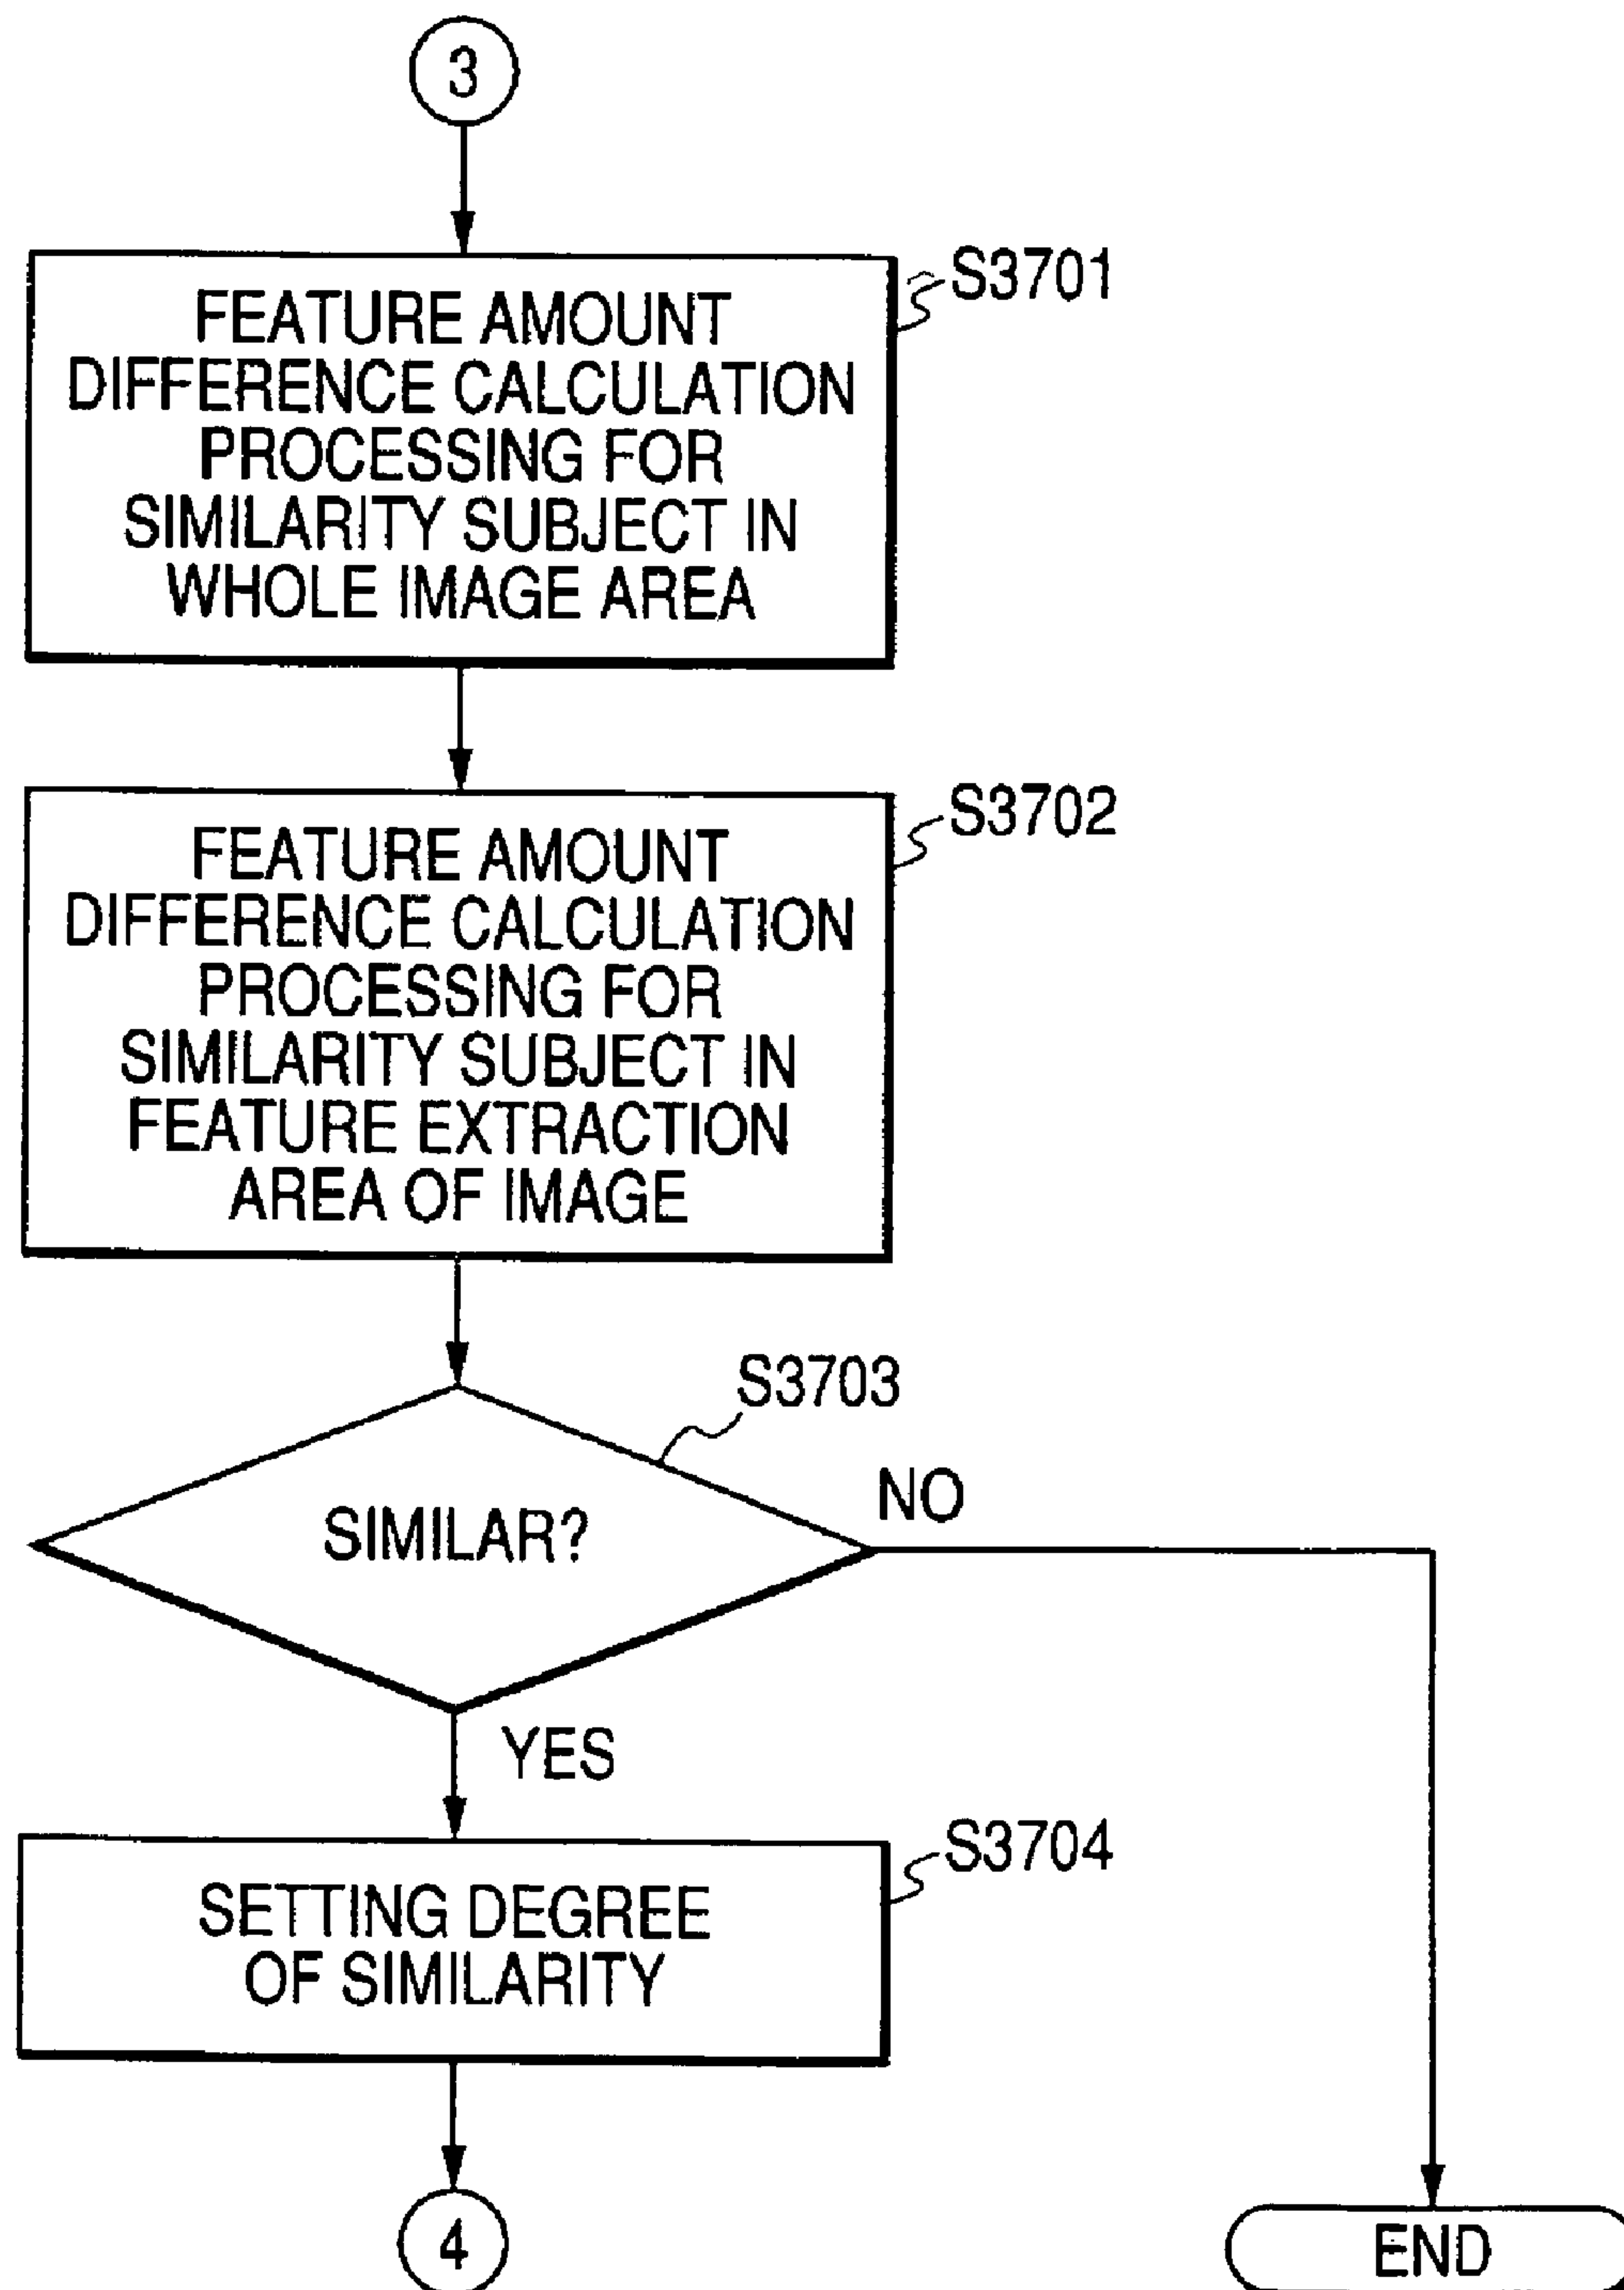 3
S3701
FEATURE AMOUNT
DIFFERENCE CALCULATION
PROCESSING FOR
SIMILARITY SUBJECT IN
WHOLE IMAGE AREA
S3702
FEATURE AMOUNT
DIFFERENCE CALCULATION
PROCESSING FOR
SIMILARITY SUBJECT IN
FEATURE EXTRACTION
AREA OF IMAGE
S3703
NO
SIMILAR?
YES
S3704
SETTING DEGREE
OF SIMILARITY
4
END